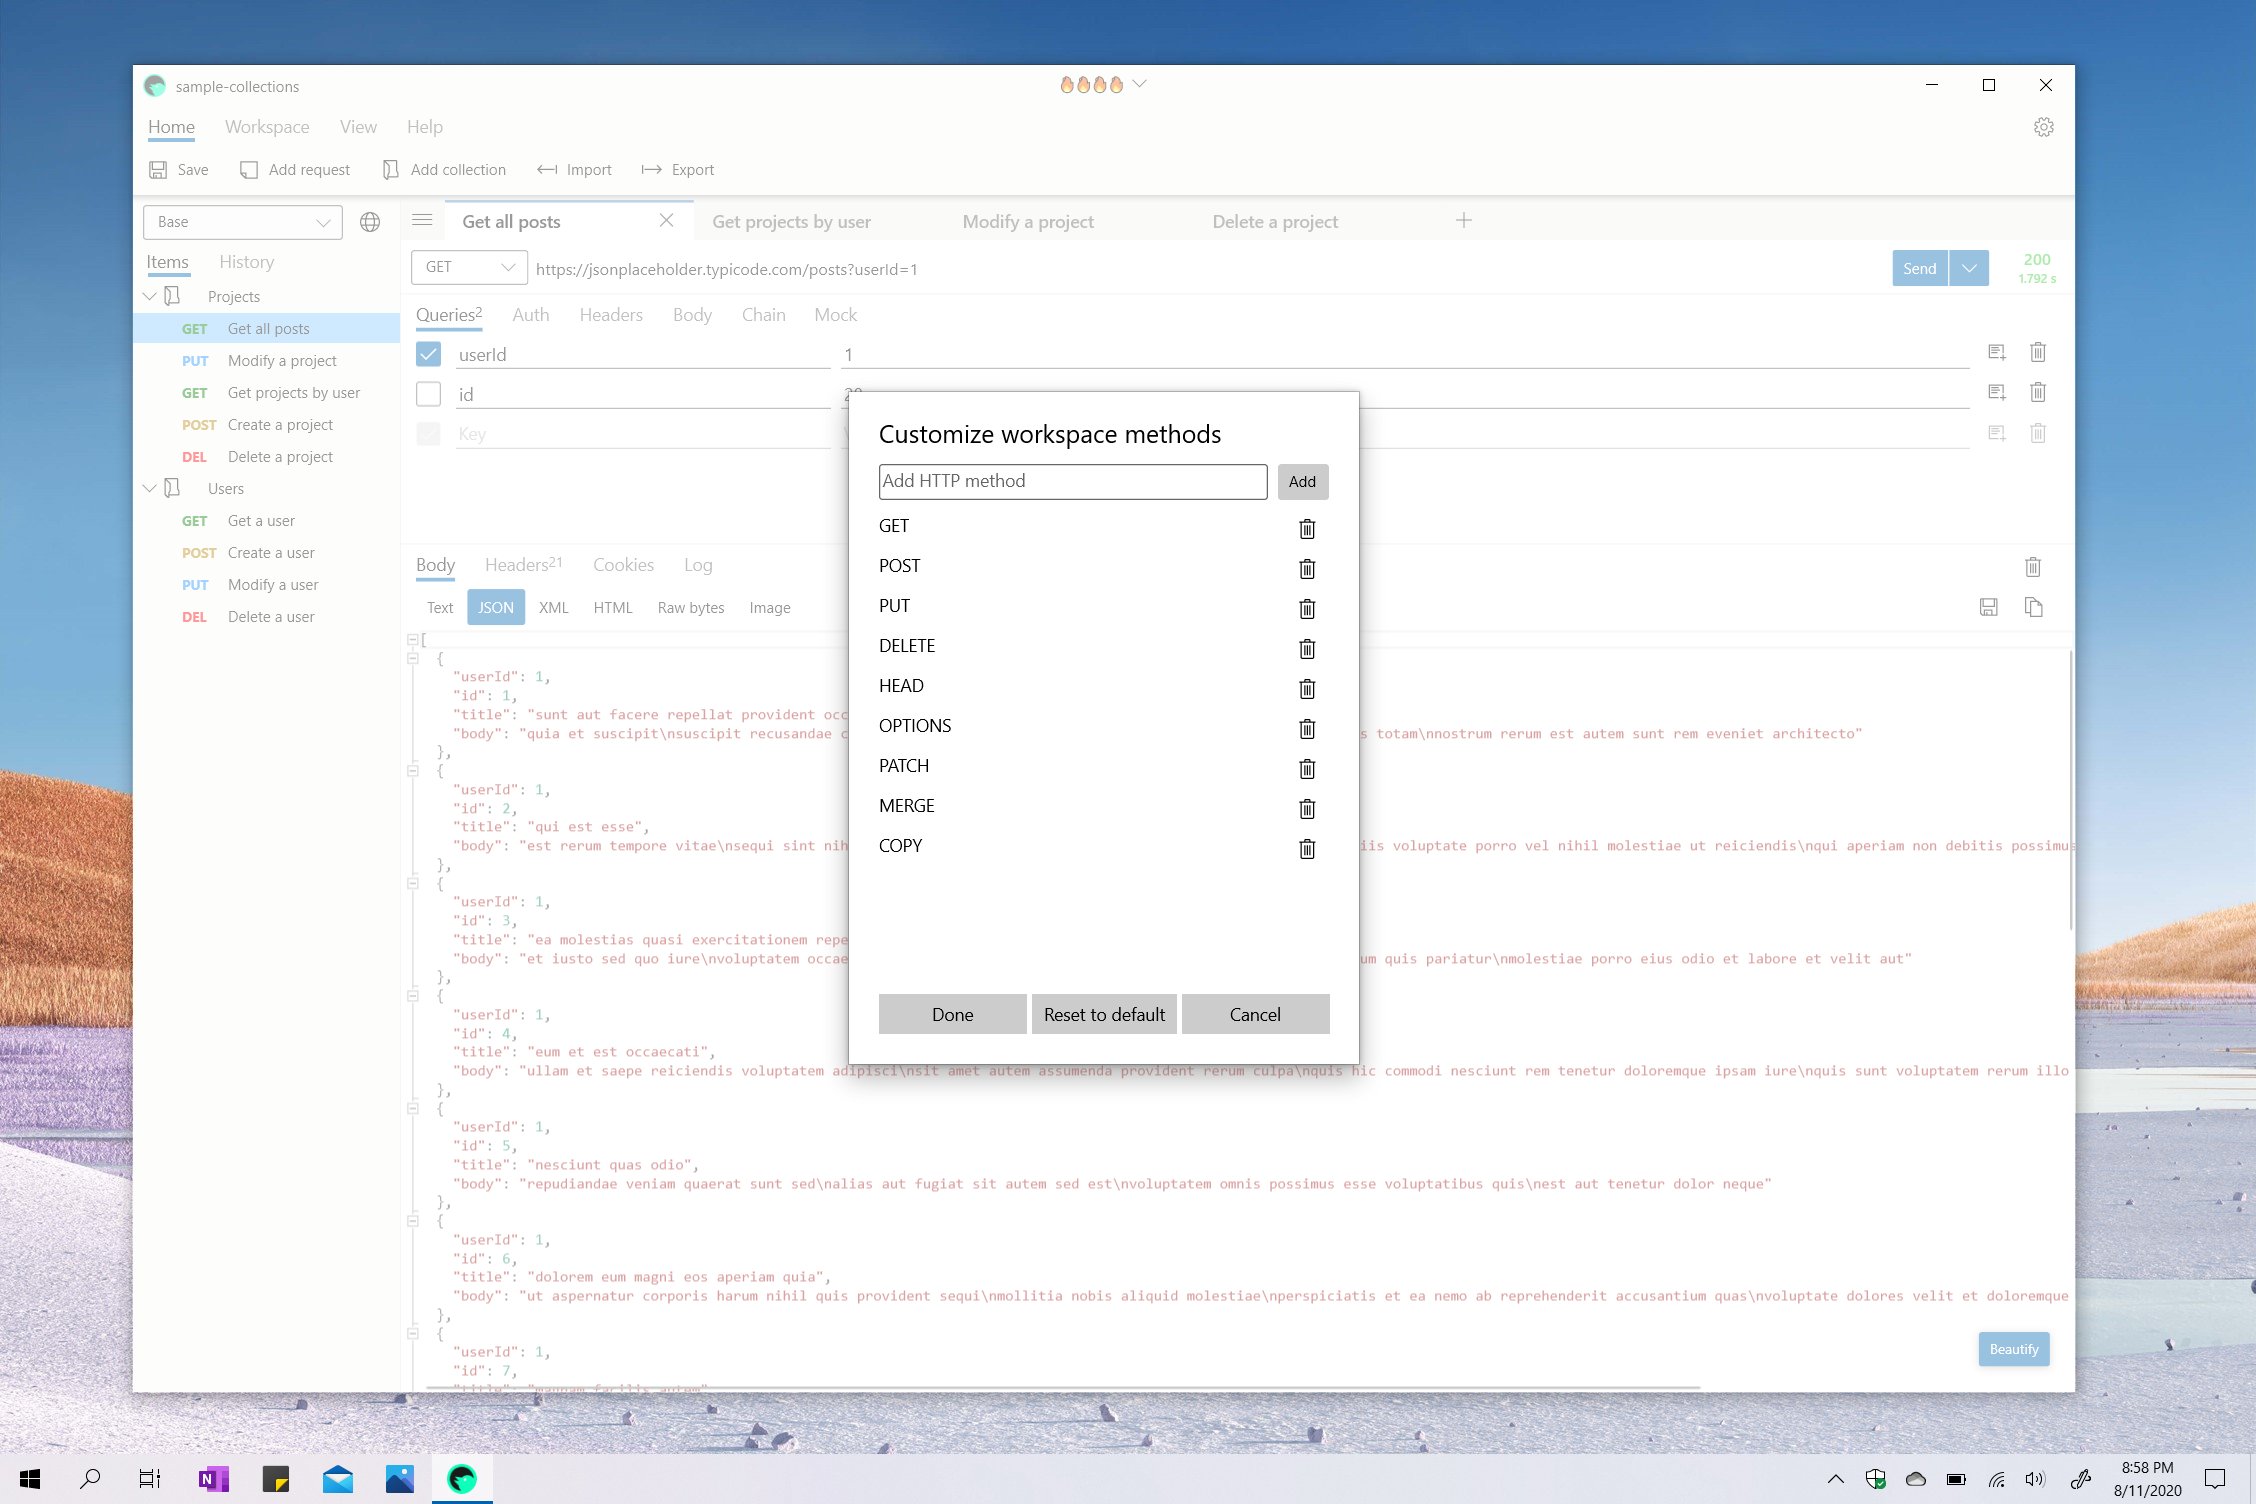 sample-collections
Home Workspace View Help
Save Add request Add collection Import Export
Base
Items History
Projects
GET Get all posts
PUT Modify a project
GET Get projects by user
POST Create a project
DEL Delete a project
Users
GET Get a user
POST Create a user
PUT Modify a user
DEL Delete a user
Get all posts Get projects by user Modify a project Delete a project
GET https://jsonplaceholder.typicode.com/posts?userId=1 Send 200
1.792 s
Queries2 Auth Headers Body Chain Mock
userId 1
id
Key
Customize workspace methods
Add HTTP method Add
GET
POST
PUT
DELETE
HEAD
OPTIONS
PATCH
MERGE
COPY
Done Reset to default Cancel
Body Headers21 Cookies Log
Text JSON XML HTML Raw bytes Image
[
{
"userId": 1,
"id": 1,
"title": "sunt aut facere repellat provident occ
"body": "quia et suscipit\nsuscipit recusandae c s totam\nnostrum rerum est autem sunt rem eveniet architecto"
},
{
"userId": 1,
"id": 2,
"title": "qui est esse",
"body": "est rerum tempore vitae\nsequi sint nih iis voluptate porro vel nihil molestiae ut reiciendis\nqui aperiam non debitis possimus
},
{
"userId": 1,
"id": 3,
"title": "ea molestias quasi exercitationem repe
"body": "et iusto sed quo iure\nvoluptatem occae um quis pariatur\nmolestiae porro eius odio et labore et velit aut"
},
{
"userId": 1,
"id": 4,
"title": "eum et est occaecati",
"body": "ullam et saepe reiciendis voluptatem adipisci\nsit amet autem assumenda provident rerum culpa\nquis hic commodi nesciunt rem tenetur doloremque ipsam iure\nquis sunt voluptatem rerum illo
},
{
"userId": 1,
"id": 5,
"title": "nesciunt quas odio",
"body": "repudiandae veniam quaerat sunt sed\nalias aut fugiat sit autem sed est\nvoluptatem omnis possimus esse voluptatibus quis\nest aut tenetur dolor neque"
},
{
"userId": 1,
"id": 6,
"title": "dolorem eum magni eos aperiam quia",
"body": "ut aspernatur corporis harum nihil quis provident sequi\nmollitia nobis aliquid molestiae\nperspiciatis et ea nemo ab reprehenderit accusantium quas\nvoluptate dolores velit et doloremque
},
{
"userId": 1,
"id": 7,
"title": "magnam facilis autem"
Beautify
8:58 PM
8/11/2020